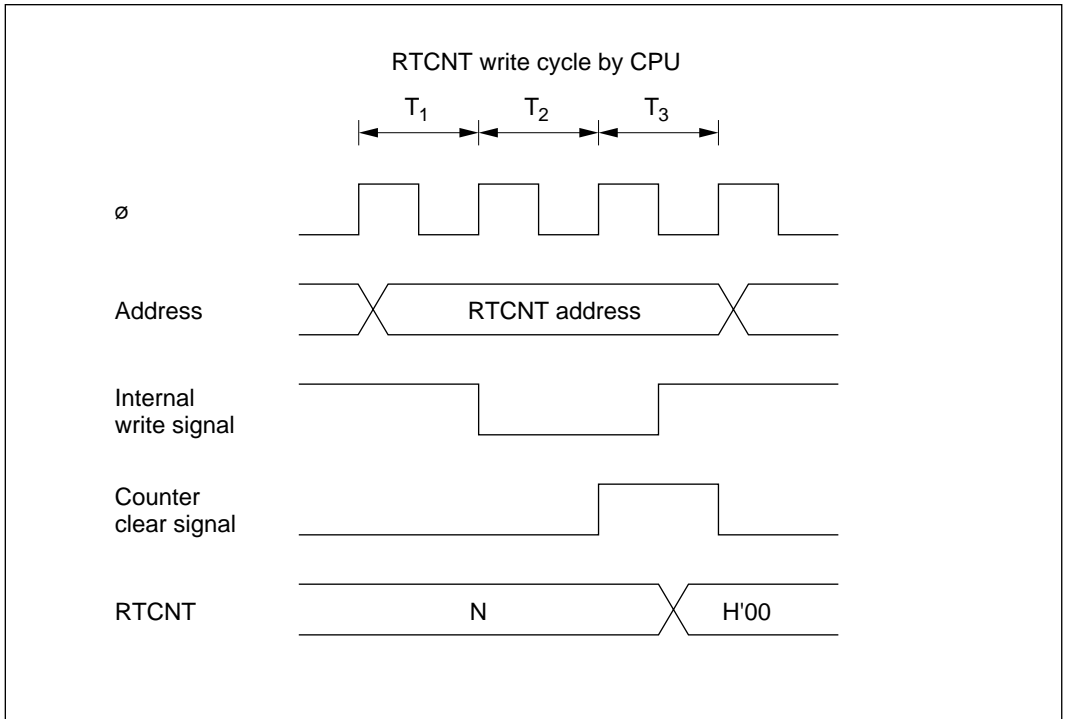 RTCNT write cycle by CPU
T1 T2 T3
ø
Address RTCNT address
Internal
write signal
Counter
clear signal
RTCNT N H'00